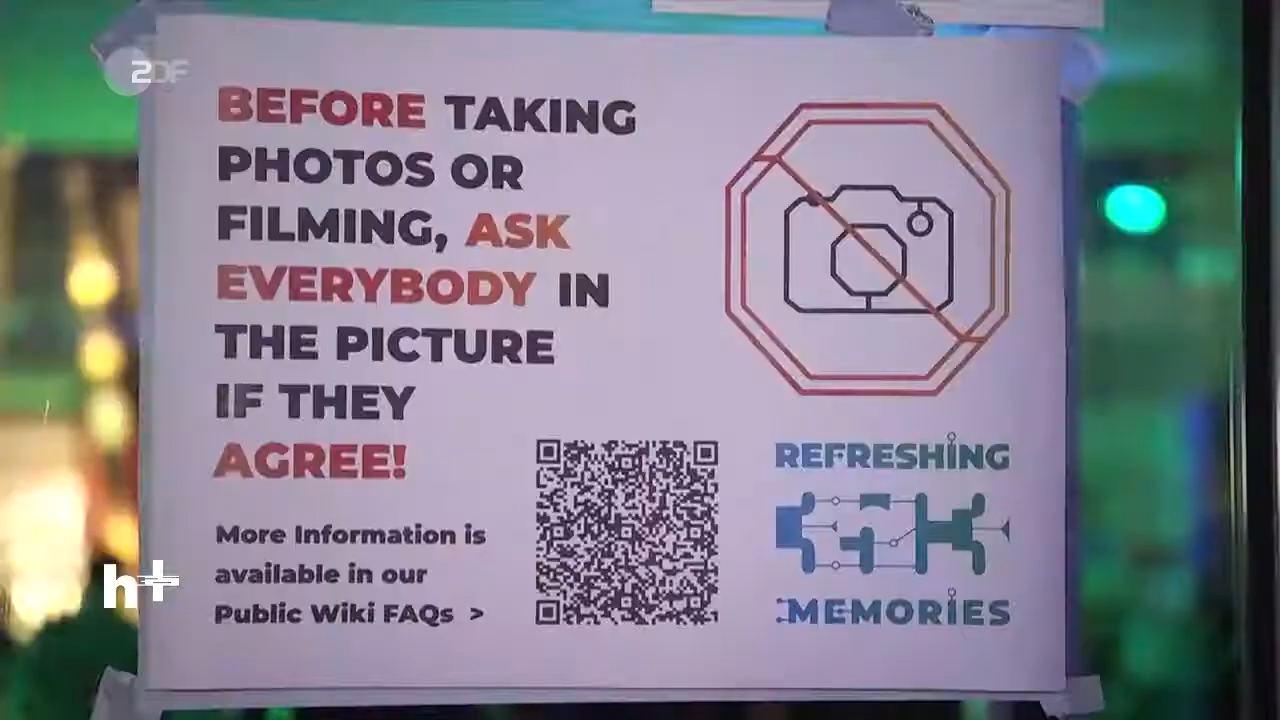 ZDF
BEFORE TAKING
PHOTOS OR
FILMING, ASK
EVERYBODY IN
THE PICTURE
IF THEY
AGREE!
More Information is
available in our
Public Wiki FAQs >
REFRESHING
MEMORIES
h+